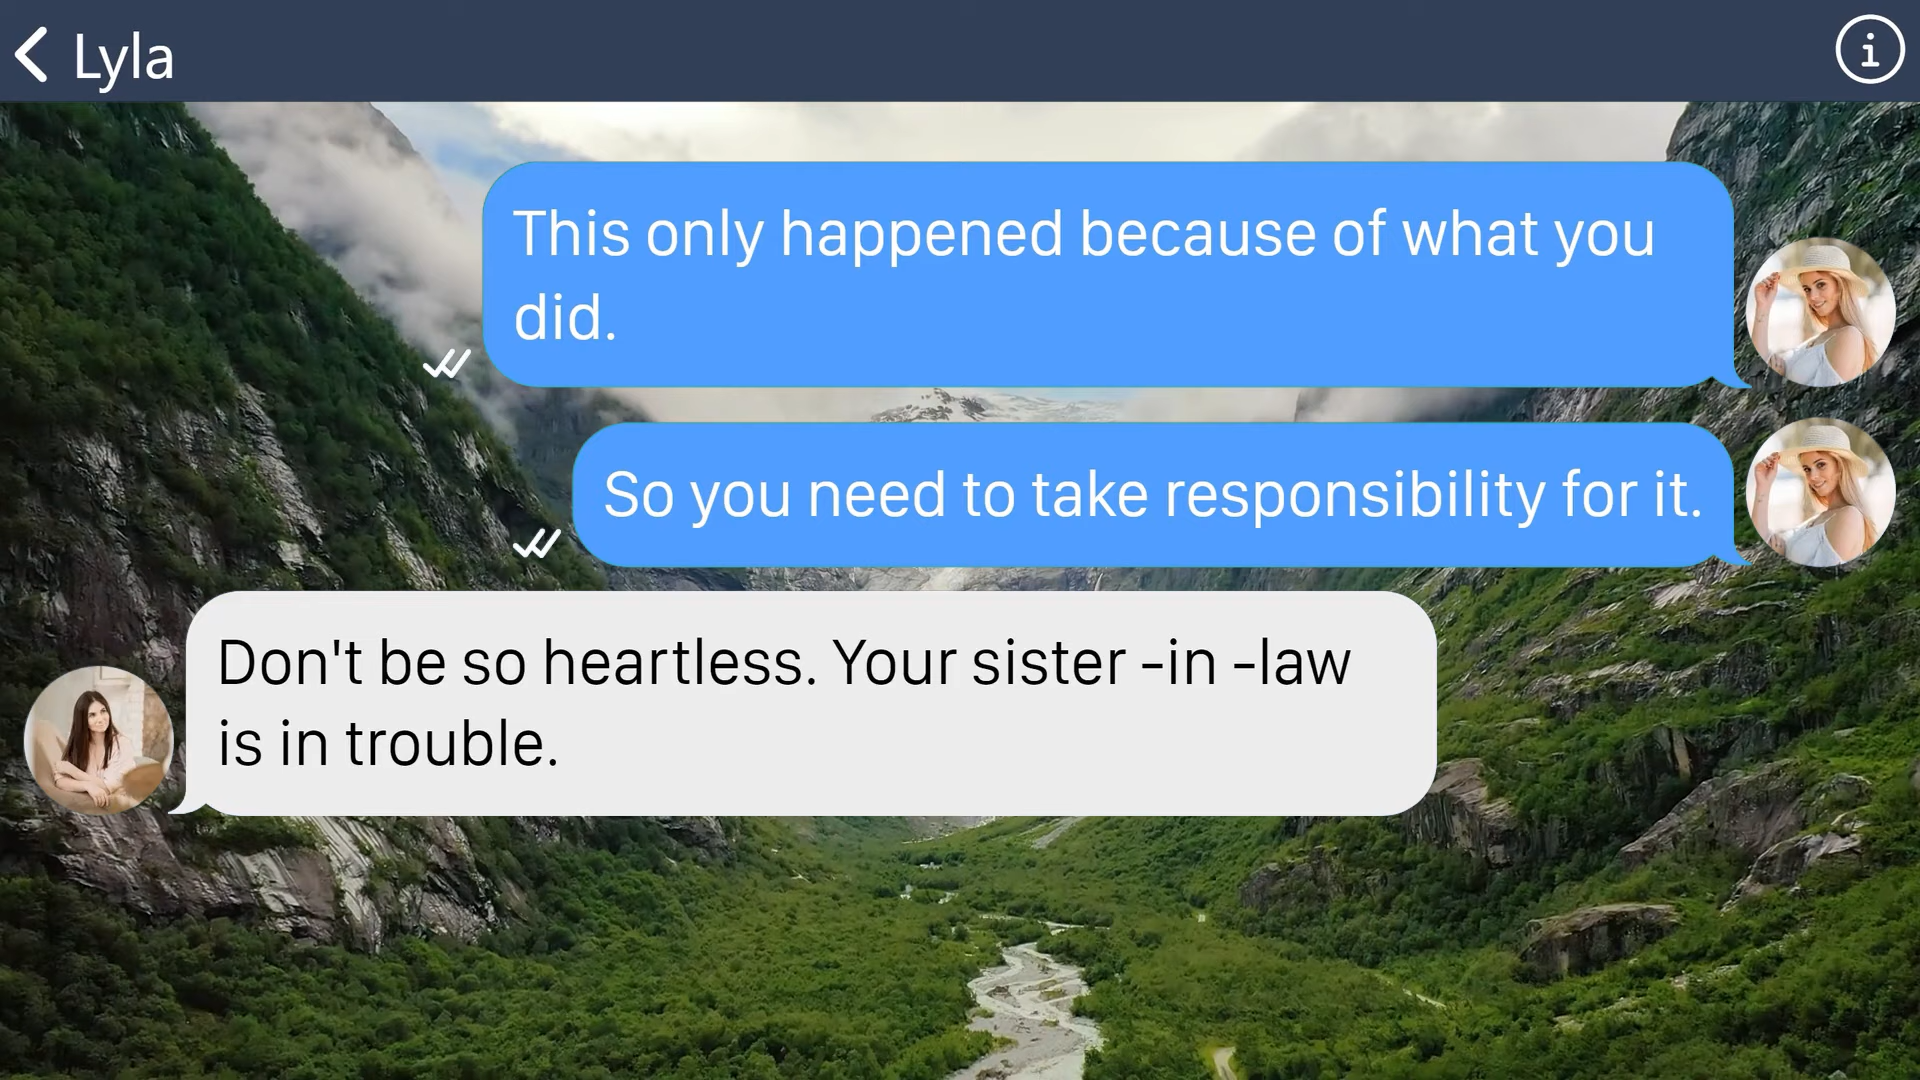 Lyla
This only happened because of what you
did.
So you need to take responsibility for it.
Don't be so heartless. Your sister -in -law
is in trouble.